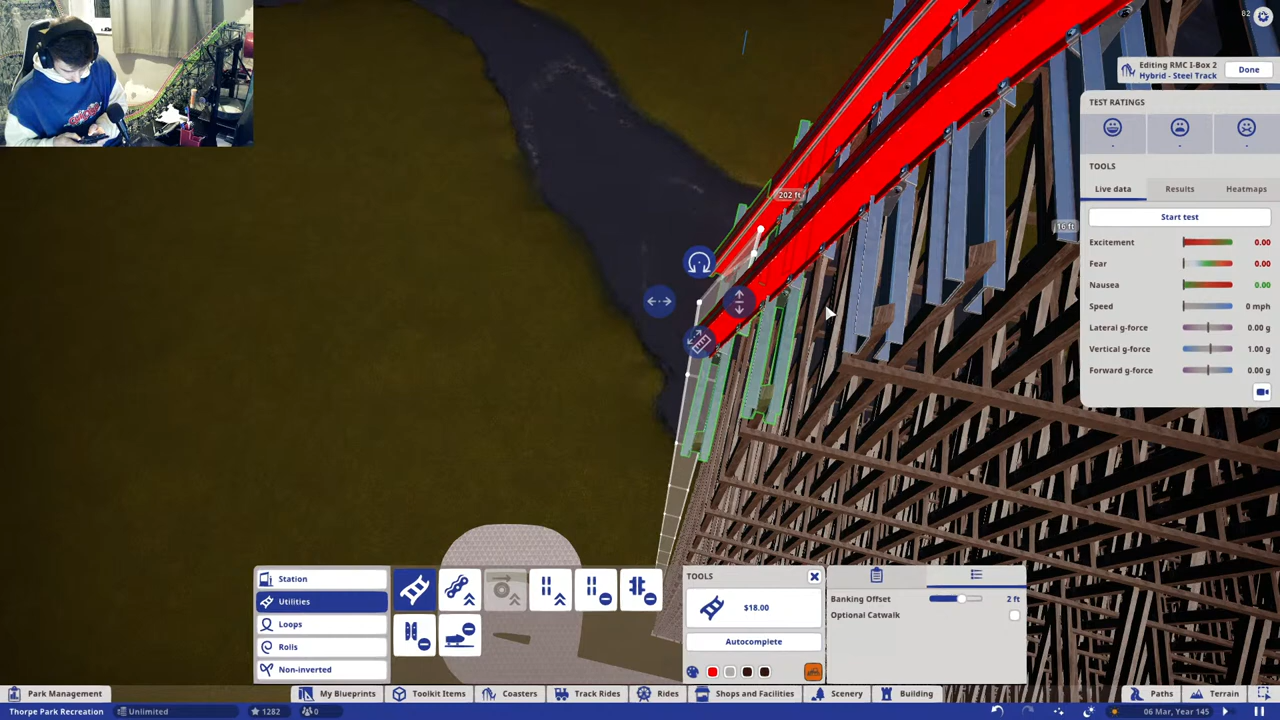 82
Editing RMC I-Box 2
Hybrid - Steel Track
Done
TEST RATINGS
- - -
TOOLS
Live data Results Heatmaps
Start test
Excitement 0.00
Fear 0.00
Nausea 0.00
Speed 0 mph
Lateral g-force 0.00 g
Vertical g-force 1.00 g
Forward g-force 0.00 g
202 ft
16 ft
Station
Utilities
Loops
Rolls
Non-inverted
TOOLS
$18.00
Autocomplete
Banking Offset 2 ft
Optional Catwalk
Park Management My Blueprints Toolkit Items Coasters Track Rides Rides Shops and Facilities Scenery Building Paths Terrain
Thorpe Park Recreation Unlimited 1282 0 06 Mar, Year 145